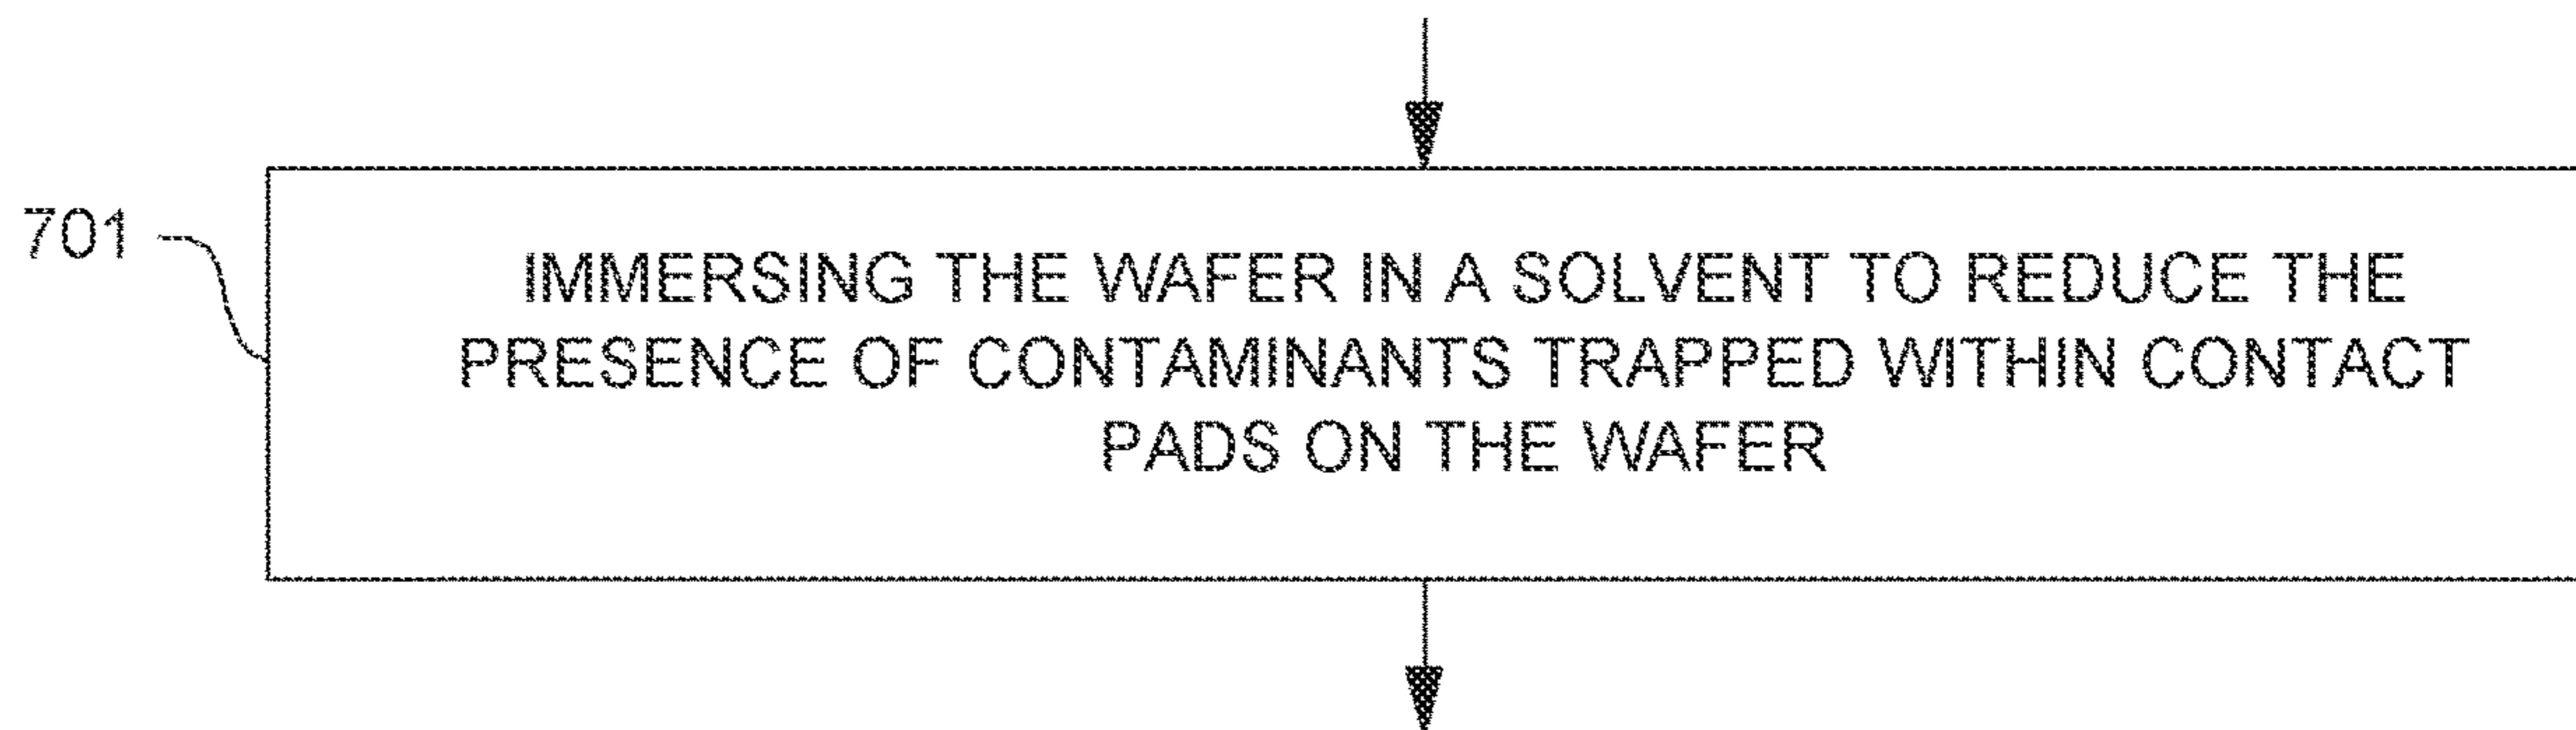 701
IMMERSING THE WAFER IN A SOLVENT TO REDUCE THE
PRESENCE OF CONTAMINANTS TRAPPED WITHIN CONTACT
PADS ON THE WAFER